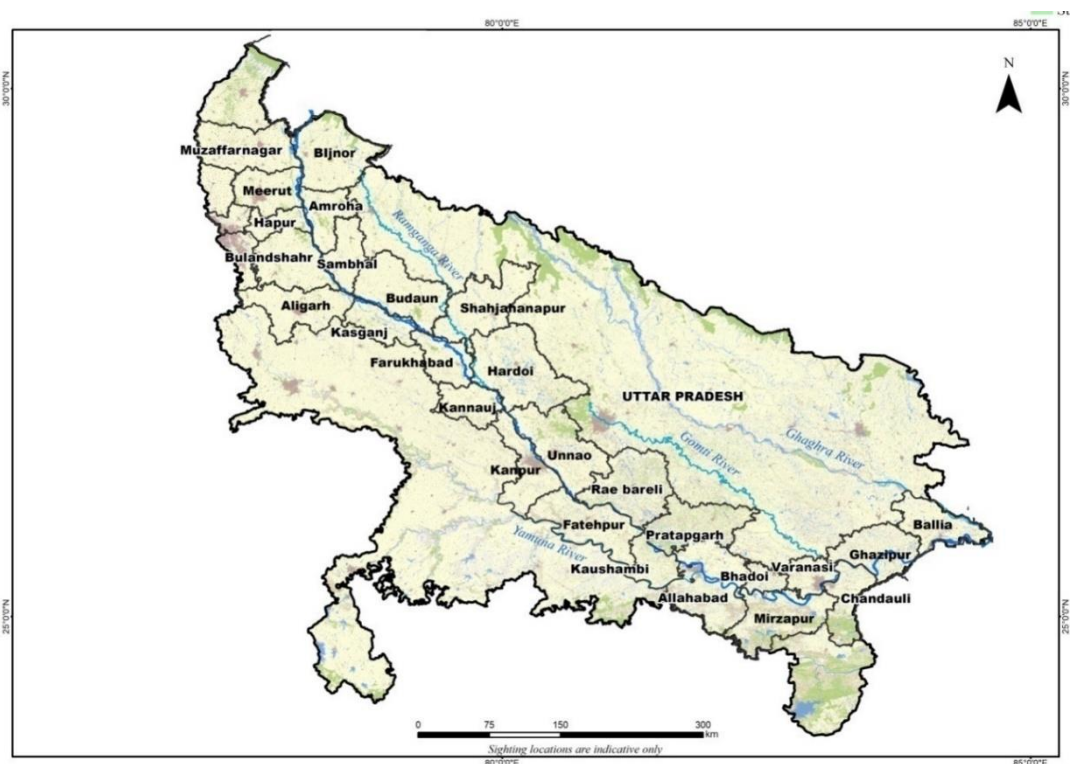 80°0'0"E
85°0'0"E
30°0'0"N
30°0'0"N
N
Muzaffarnagar
BIjnor
Meerut
Amroha
Hapur
Ramganga River
Bulandshahr
Sambhal
Budaun
Aligarh
Shahjahanapur
Kasganj
Farukhabad
Hardoi
UTTAR PRADESH
Kannauj
Gomti River
Ghaghra River
Unnao
Kanpur
Rae bareli
Fatehpur
Ballia
Yamuna River
Pratapgarh
Ghazipur
Kaushambi
Bhadoi
Varanasi
Allahabad
Chandauli
Mirzapur
25°0'0"N
25°0'0"N
0 75 150 300
km
Sighting locations are indicative only
80°0'0"E
85°0'0"E